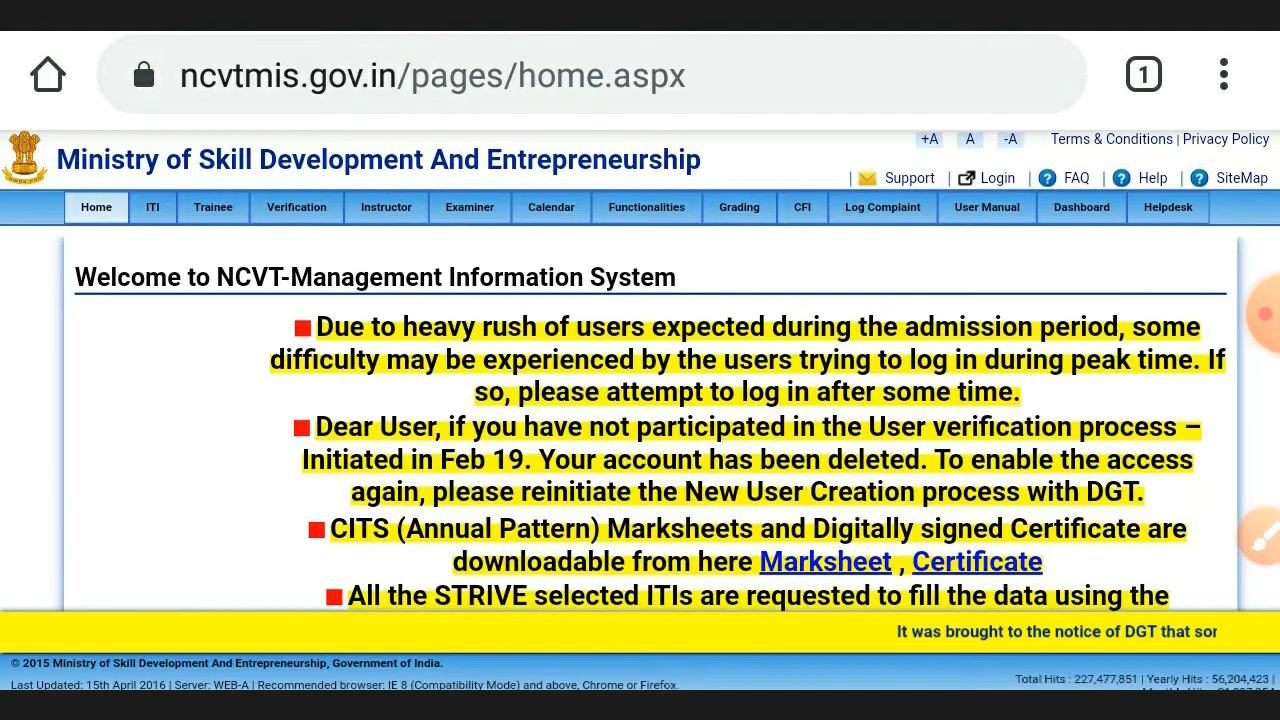 ncvtmis.gov.in/pages/home.aspx
1
+A A -A Terms & Conditions | Privacy Policy
Ministry of Skill Development And Entrepreneurship
| Support | Login | ? FAQ | ? Help | ? SiteMap
Home ITI Trainee Verification Instructor Examiner Calendar Functionalities Grading CFI Log Complaint User Manual Dashboard Helpdesk
Welcome to NCVT-Management Information System
Due to heavy rush of users expected during the admission period, some
difficulty may be experienced by the users trying to log in during peak time. If
so, please attempt to log in after some time.
Dear User, if you have not participated in the User verification process –
Initiated in Feb 19. Your account has been deleted. To enable the access
again, please reinitiate the New User Creation process with DGT.
CITS (Annual Pattern) Marksheets and Digitally signed Certificate are
downloadable from here Marksheet , Certificate
All the STRIVE selected ITIs are requested to fill the data using the
It was brought to the notice of DGT that
© 2015 Ministry of Skill Development And Entrepreneurship, Government of India.
Last Updated: 15th April 2016 | Server: WEB-A | Recommended browser: IE 8 (Compatibility Mode) and above, Chrome or Firefox.
Total Hits : 227,477,851 | Yearly Hits : 56,204,423 |